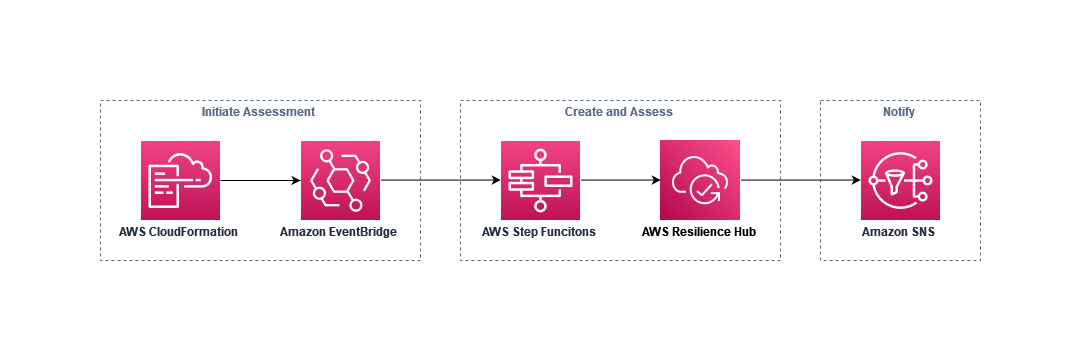 Initiate Assessment
Create and Assess
Notify
AWS CloudFormation
Amazon EventBridge
AWS Step Funcitons
AWS Resilience Hub
Amazon SNS